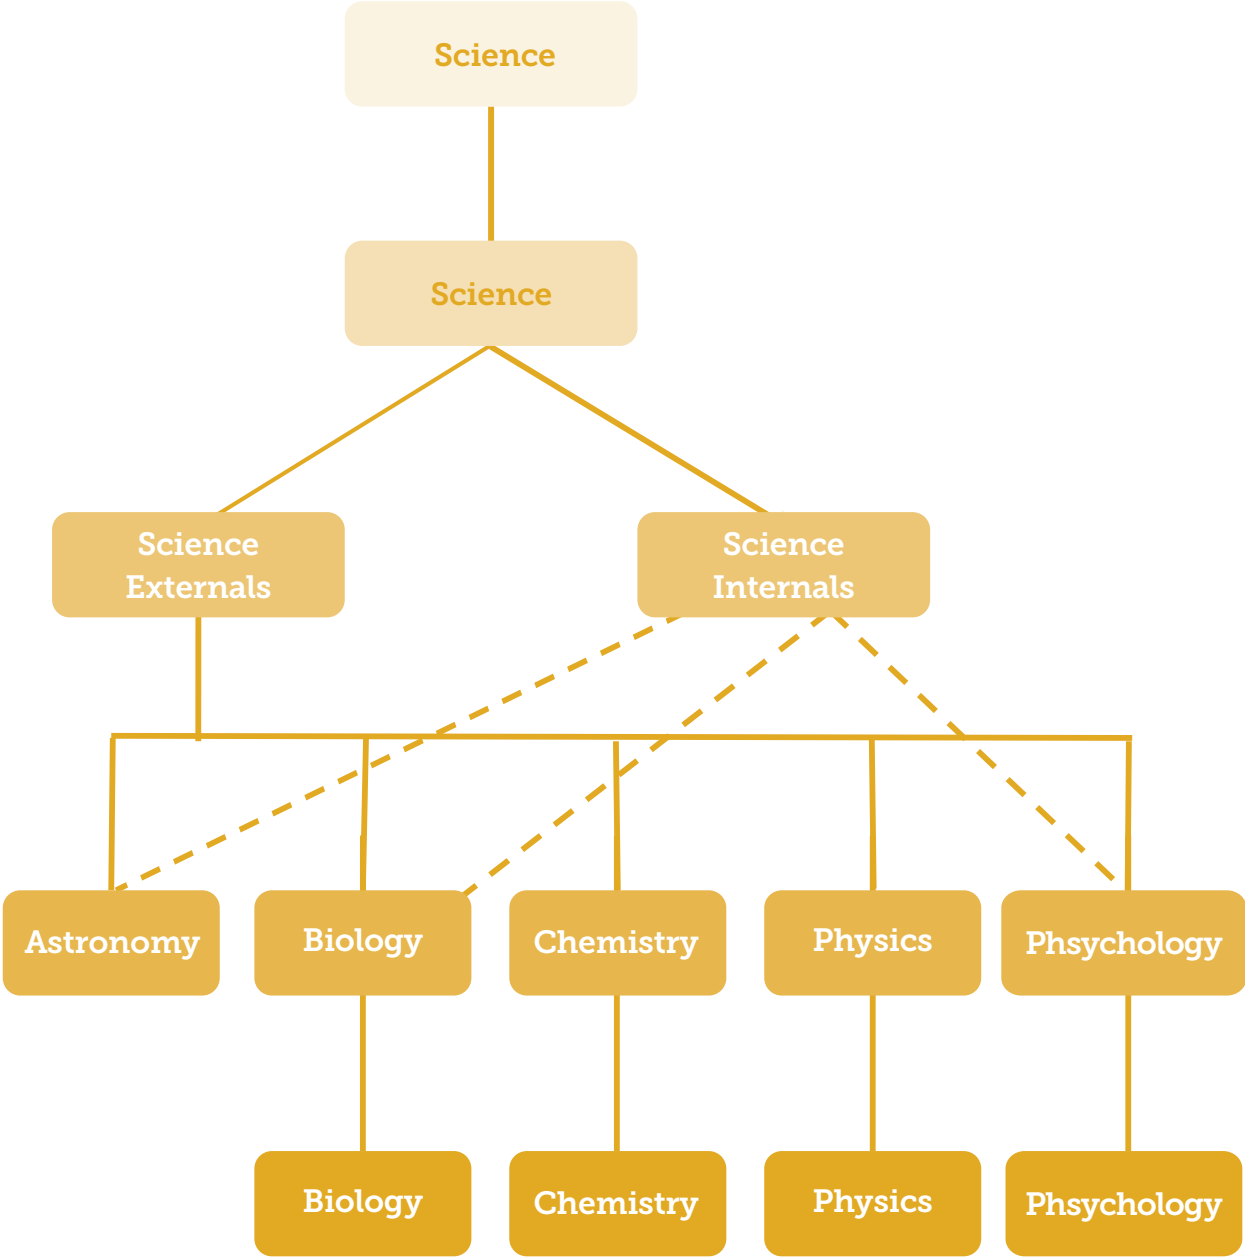 Science
Science
Science
Externals
Science
Internals
Astronomy
Biology
Chemistry
Physics
Phsychology
Biology
Chemistry
Physics
Phsychology